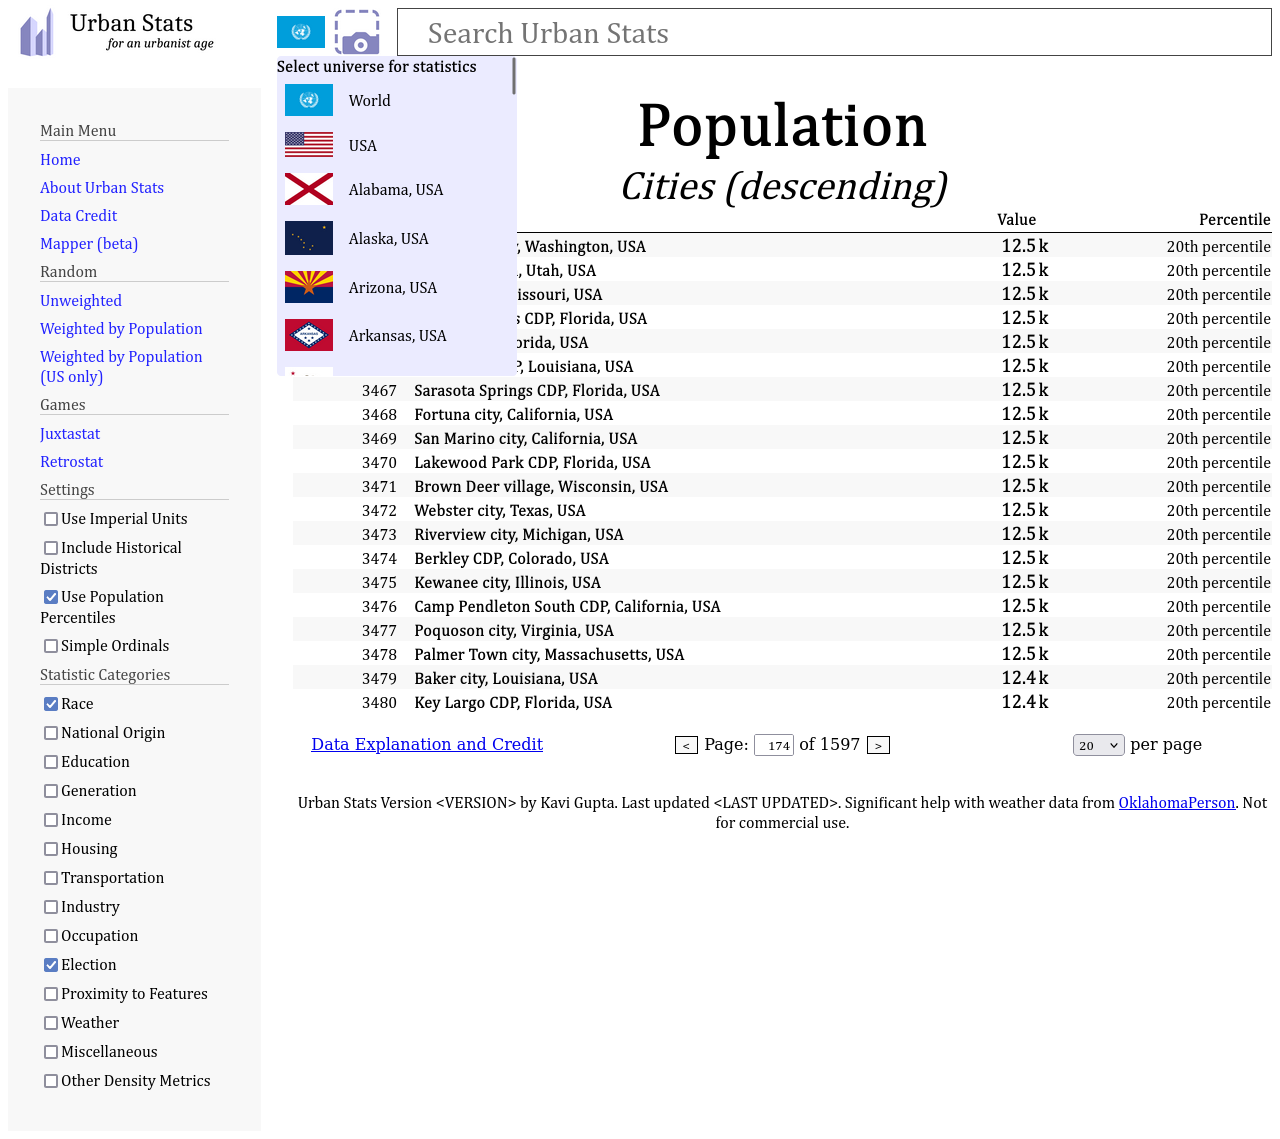 Urban Stats
for an urbanist age
Search Urban Stats
Select universe for statistics
World
USA
Alabama, USA
Alaska, USA
Arizona, USA
Arkansas, USA
Main Menu
Home
About Urban Stats
Data Credit
Mapper (beta)
Random
Unweighted
Weighted by Population
Weighted by Population
(US only)
Games
Juxtastat
Retrostat
Settings
Use Imperial Units
Include Historical
Districts
Use Population
Percentiles
Simple Ordinals
Statistic Categories
Race
National Origin
Education
Generation
Income
Housing
Transportation
Industry
Occupation
Election
Proximity to Features
Weather
Miscellaneous
Other Density Metrics
Population
Cities (descending)
Value Percentile
, Washington, USA 12.5 k 20th percentile
, Utah, USA 12.5 k 20th percentile
issouri, USA 12.5 k 20th percentile
s CDP, Florida, USA 12.5 k 20th percentile
orida, USA 12.5 k 20th percentile
P, Louisiana, USA 12.5 k 20th percentile
3467 Sarasota Springs CDP, Florida, USA 12.5 k 20th percentile
3468 Fortuna city, California, USA 12.5 k 20th percentile
3469 San Marino city, California, USA 12.5 k 20th percentile
3470 Lakewood Park CDP, Florida, USA 12.5 k 20th percentile
3471 Brown Deer village, Wisconsin, USA 12.5 k 20th percentile
3472 Webster city, Texas, USA 12.5 k 20th percentile
3473 Riverview city, Michigan, USA 12.5 k 20th percentile
3474 Berkley CDP, Colorado, USA 12.5 k 20th percentile
3475 Kewanee city, Illinois, USA 12.5 k 20th percentile
3476 Camp Pendleton South CDP, California, USA 12.5 k 20th percentile
3477 Poquoson city, Virginia, USA 12.5 k 20th percentile
3478 Palmer Town city, Massachusetts, USA 12.5 k 20th percentile
3479 Baker city, Louisiana, USA 12.4 k 20th percentile
3480 Key Largo CDP, Florida, USA 12.4 k 20th percentile
Data Explanation and Credit < Page: 174 of 1597 > 20 per page
Urban Stats Version <VERSION> by Kavi Gupta. Last updated <LAST UPDATED>. Significant help with weather data from OklahomaPerson. Not
for commercial use.